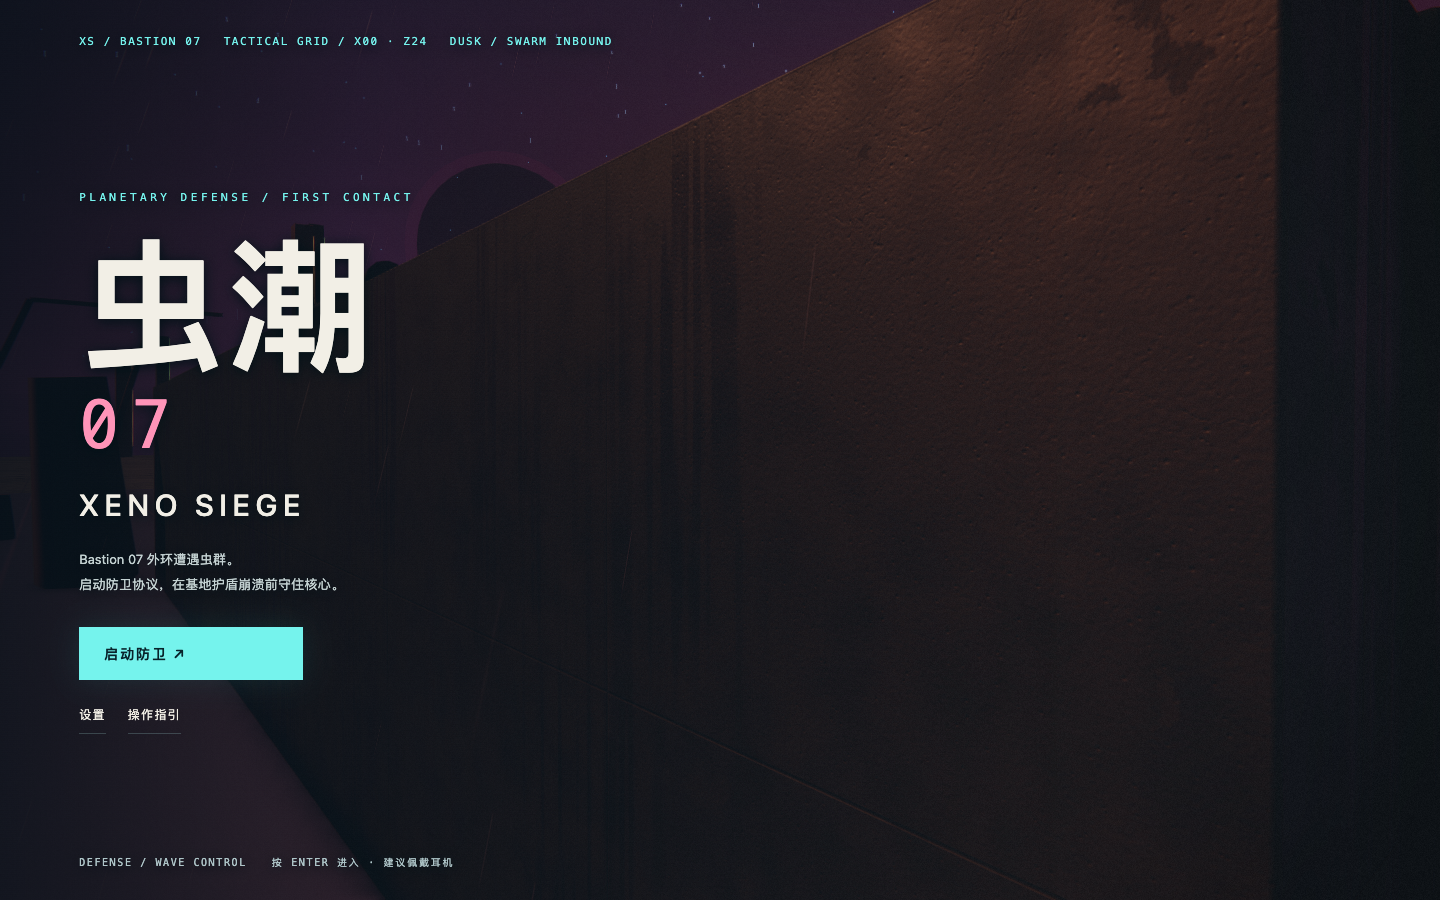 XS / BASTION 07 TACTICAL GRID / X00 · Z24 DUSK / SWARM INBOUND
PLANETARY DEFENSE / FIRST CONTACT
虫潮
07
XENO SIEGE
Bastion 07 外环遭遇虫群。
启动防卫协议，在基地护盾崩溃前守住核心。
启动防卫 ↗
设置 操作指引
DEFENSE / WAVE CONTROL 按 ENTER 进入 · 建议佩戴耳机